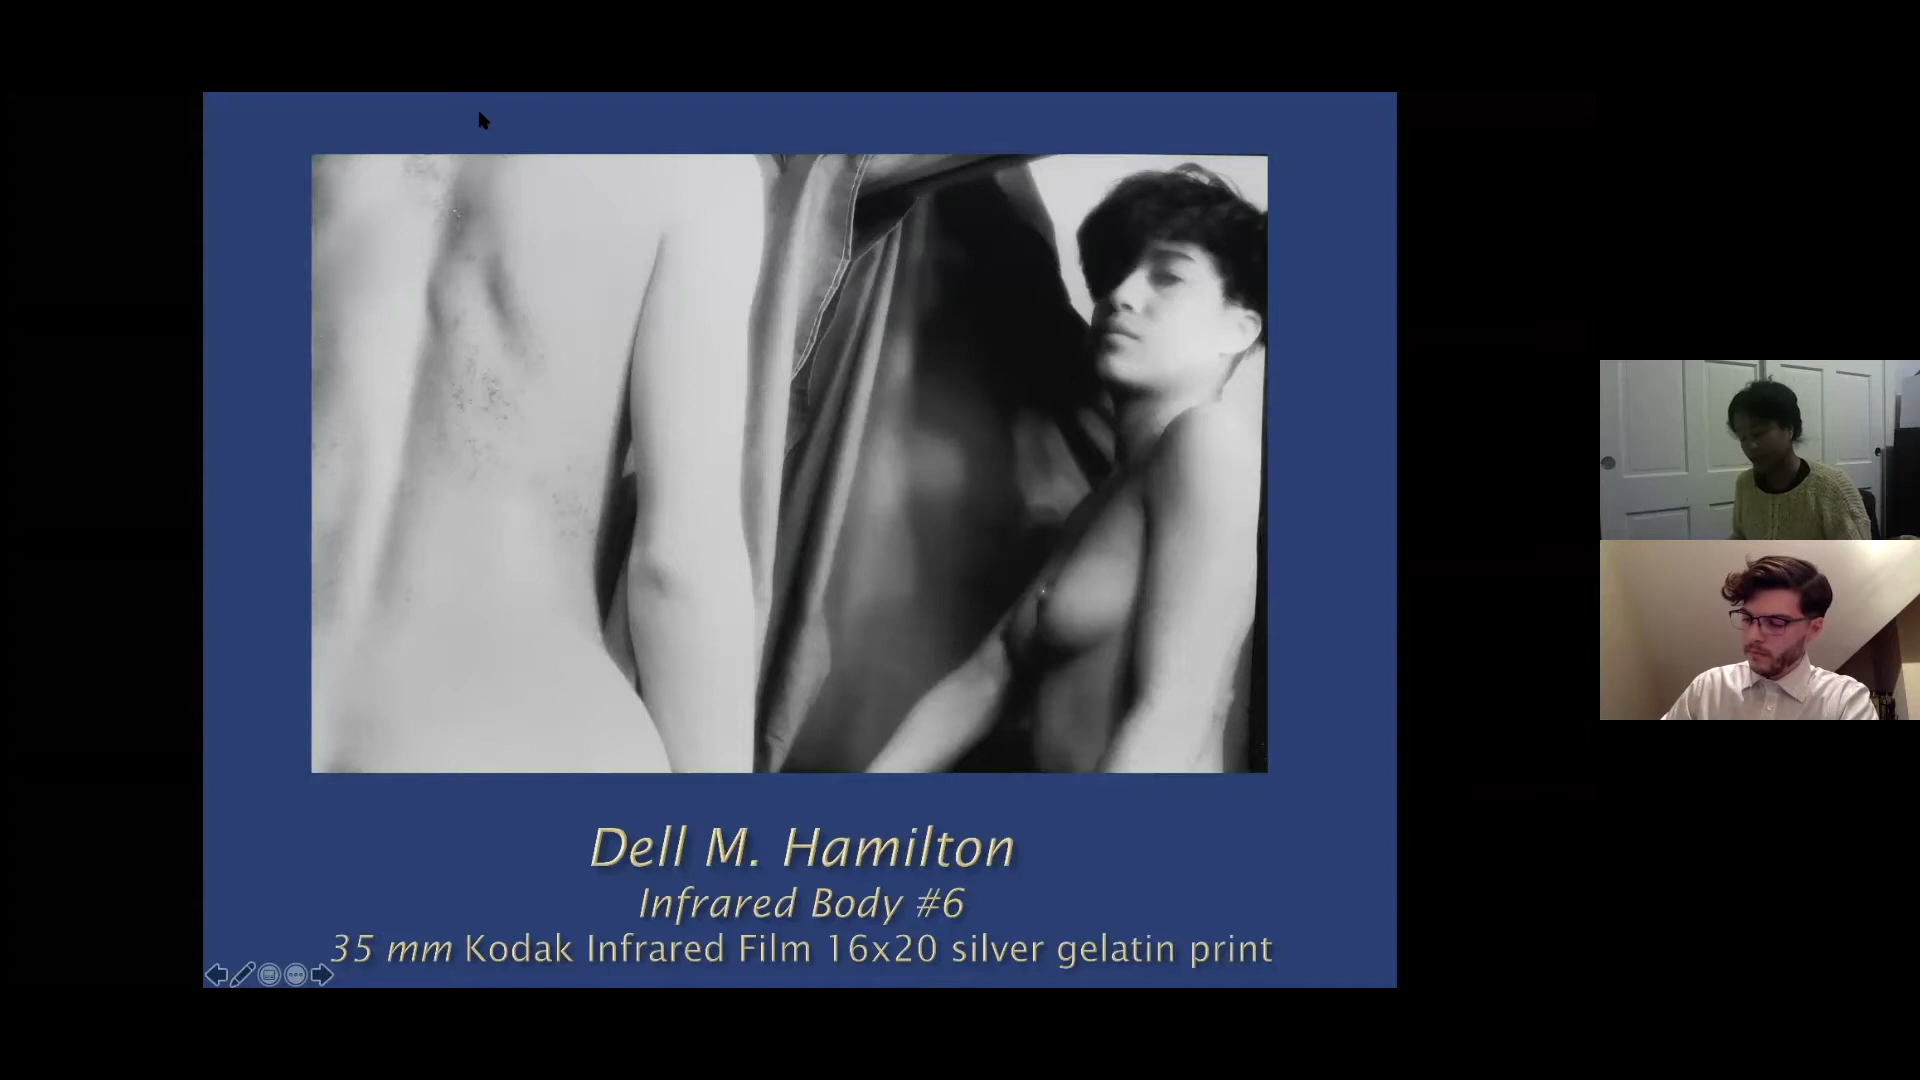 Dell M. Hamilton
Infrared Body #6
35 mm Kodak Infrared Film 16x20 silver gelatin print